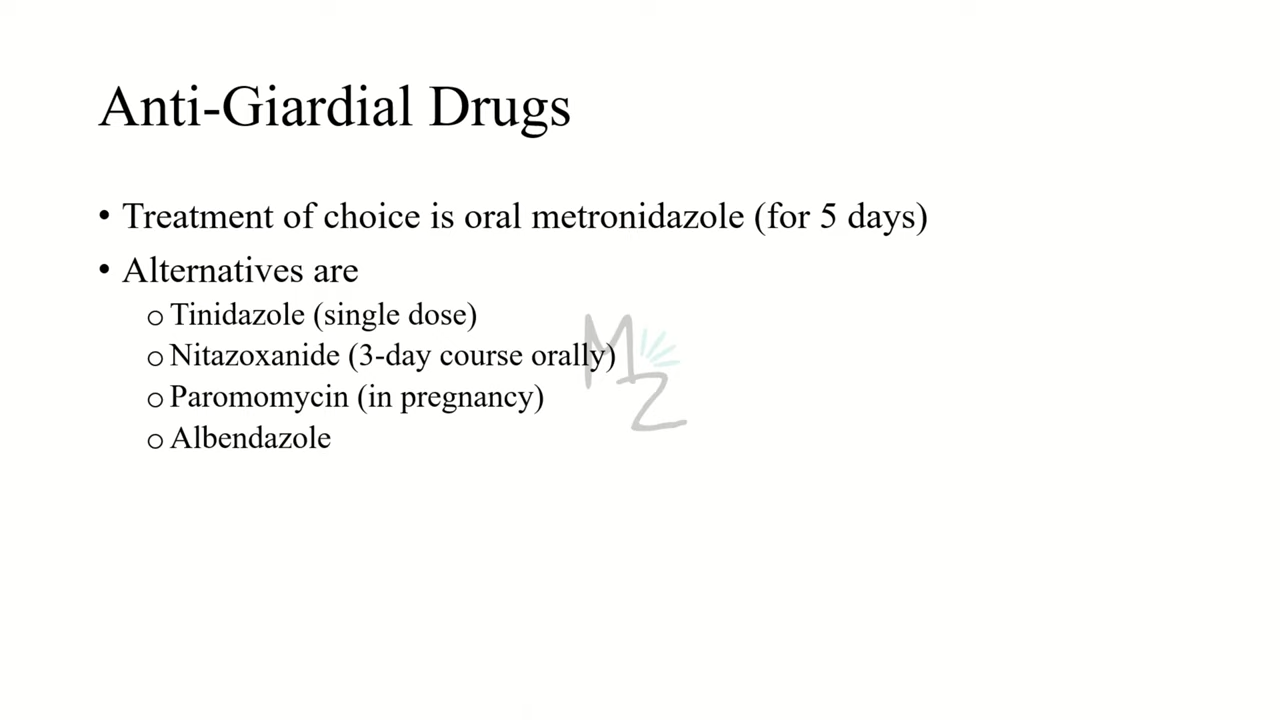 Anti-Giardial Drugs
• Treatment of choice is oral metronidazole (for 5 days)
• Alternatives are
o Tinidazole (single dose)
o Nitazoxanide (3-day course orally)
o Paromomycin (in pregnancy)
o Albendazole
MZ